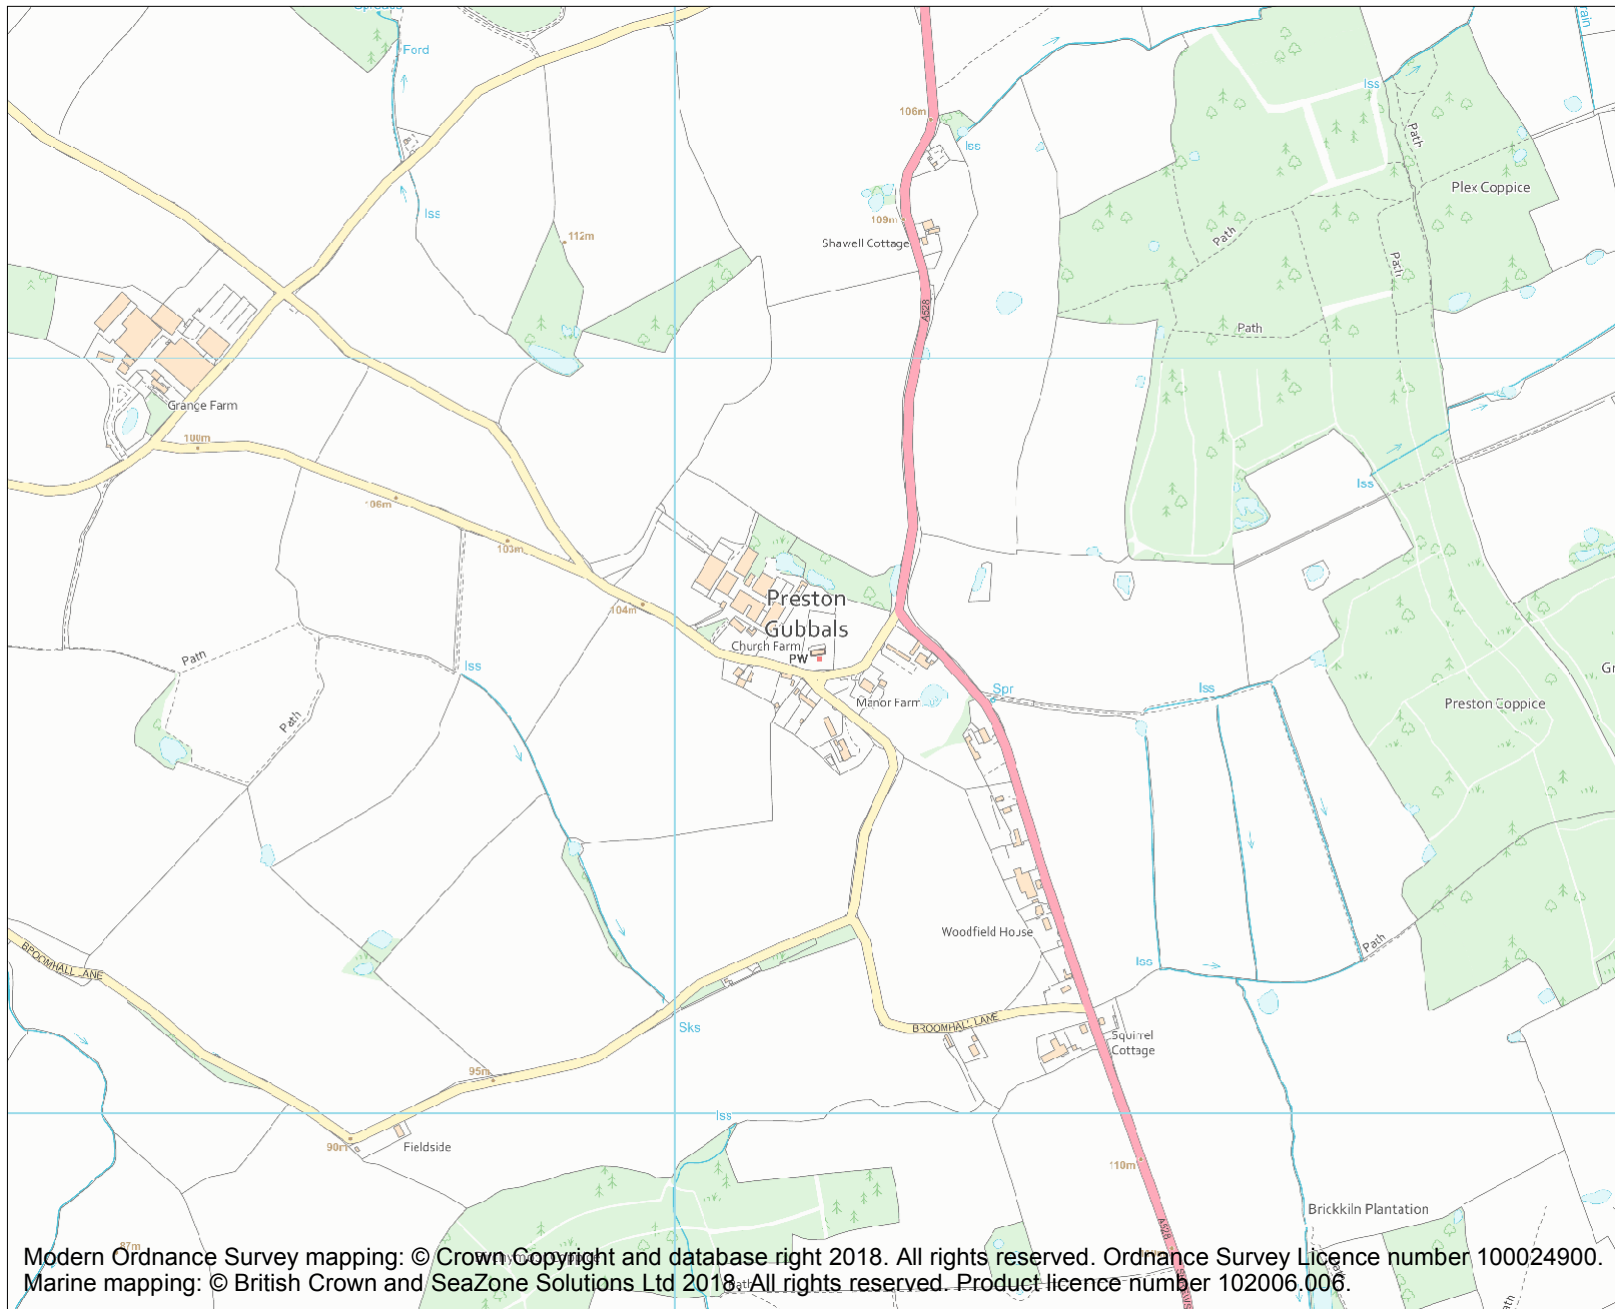 Ford
Iss
106m
Iss
Iss
Path
Plex Coppice
Iss
109m
112m
Shawell Cottage
Path
Path
A528
Path
Grange Farm
100m
106m
Iss
103m
104m
Preston
Gubbals
Church Farm
PW
Path
Iss
Spr
Iss
Manor Farm
Preston Coppice
Path
Woodfield House
Path
BROOMHALL LANE
Iss
Sks
BROOMHALL LANE
Squirrel
Cottage
95m
Iss
90m
Fieldside
110m
Brickkiln Plantation
A528
87m
Modern Ordnance Survey mapping: © Crown Copyright and database right 2018. All rights reserved. Ordnance Survey Licence number 100024900.
Marine mapping: © British Crown and SeaZone Solutions Ltd 2018. All rights reserved. Product licence number 102006.006.
Path
Path